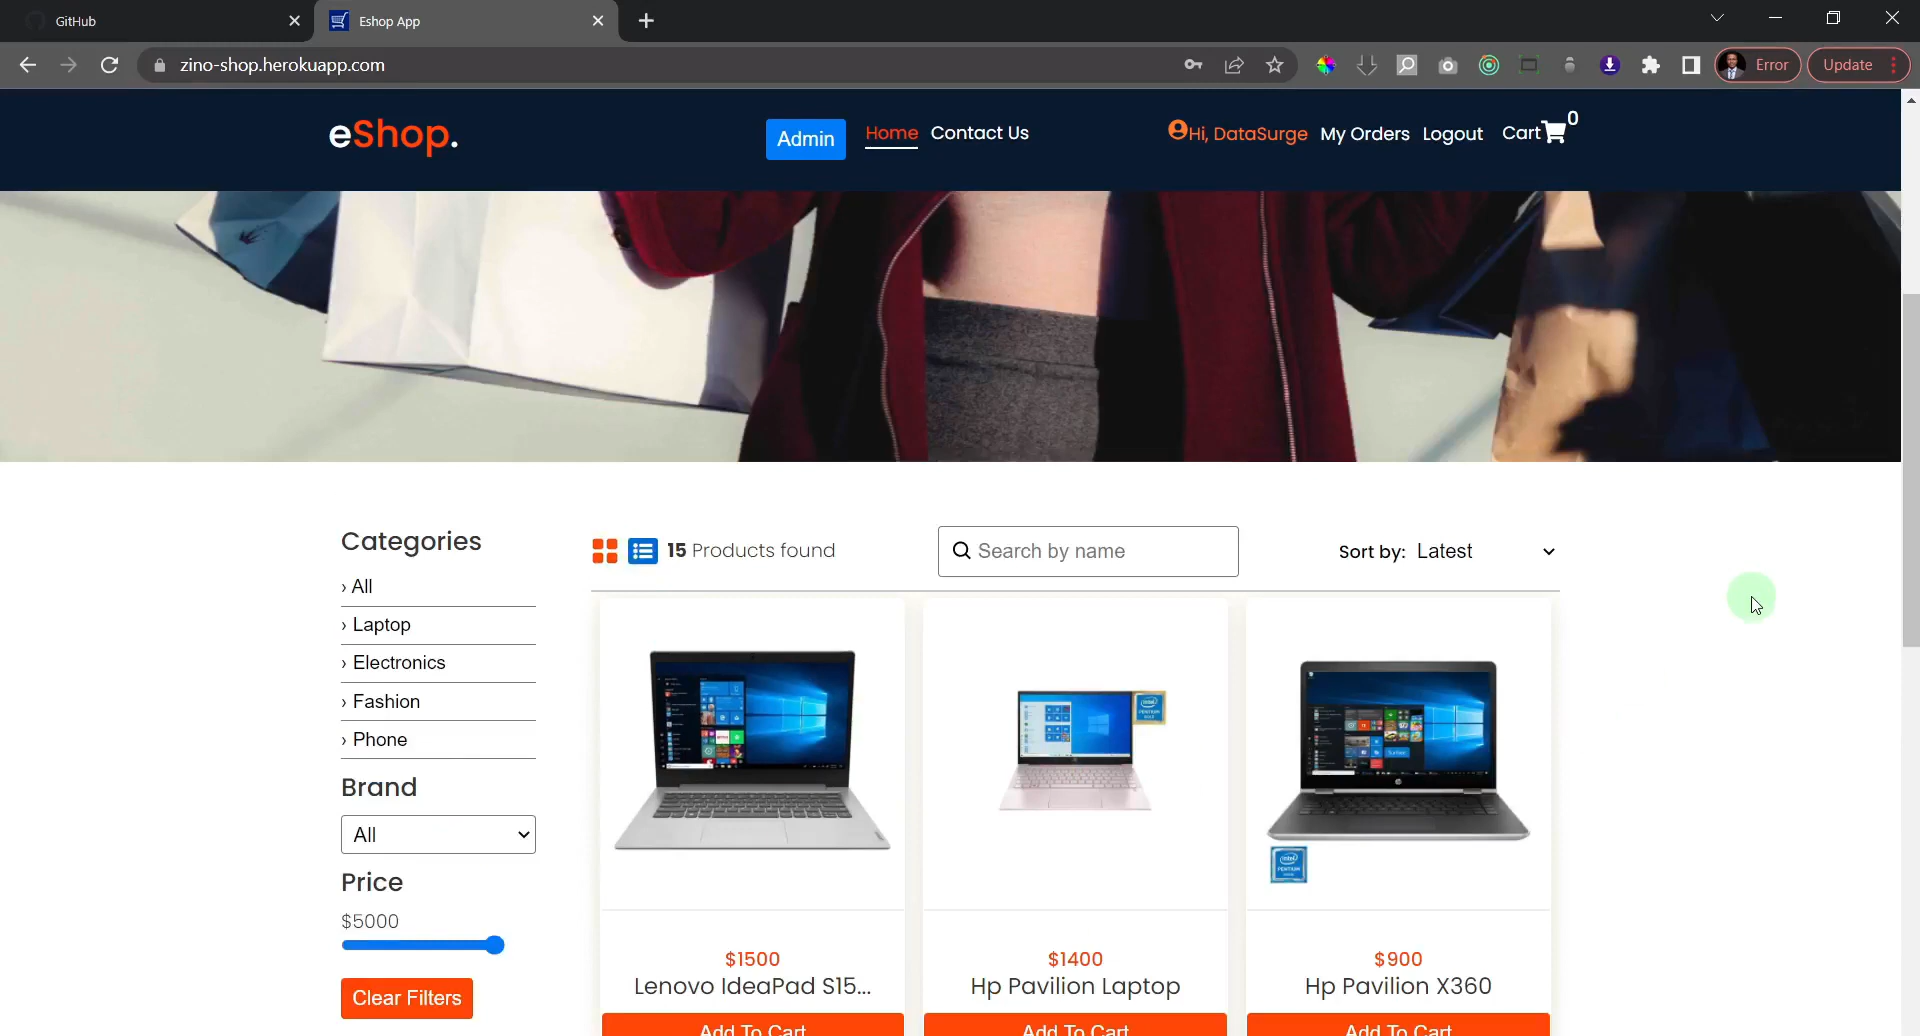 GitHub
Eshop App
zino-shop.herokuapp.com
Error
Update
eShop.
Admin
Home
Contact Us
Hi, DataSurge
My Orders
Logout
Cart
0
Categories
› All
› Laptop
› Electronics
› Fashion
› Phone
Brand
All
Price
$5000
Clear Filters
15 Products found
Search by name
Sort by: Latest
$1500
Lenovo IdeaPad S15...
Add To Cart
$1400
Hp Pavilion Laptop
Add To Cart
$900
Hp Pavilion X360
Add To Cart